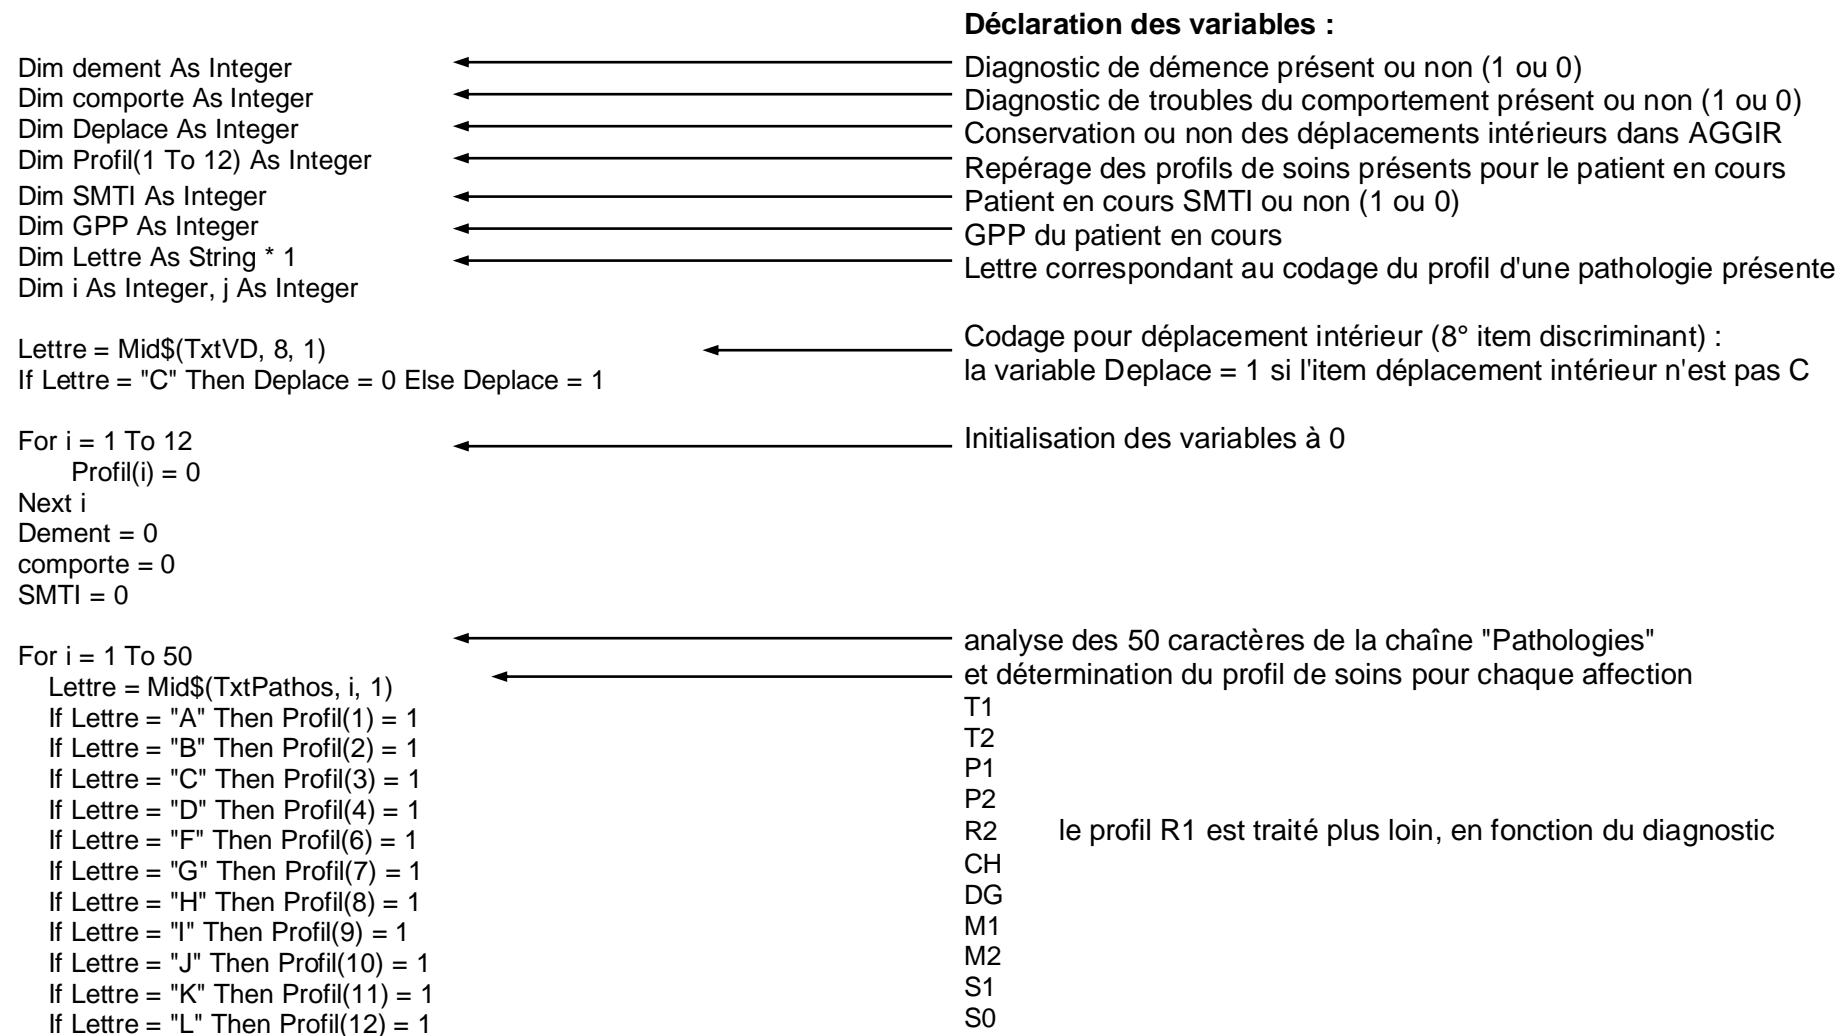 Déclaration des variables :
Dim dement As Integer
Diagnostic de démence présent ou non (1 ou 0)
Dim comporte As Integer
Diagnostic de troubles du comportement présent ou non (1 ou 0)
Dim Deplace As Integer
Conservation ou non des déplacements intérieurs dans AGGIR
Dim Profil(1 To 12) As Integer
Repérage des profils de soins présents pour le patient en cours
Dim SMTI As Integer
Patient en cours SMTI ou non (1 ou 0)
Dim GPP As Integer
GPP du patient en cours
Dim Lettre As String * 1
Lettre correspondant au codage du profil d'une pathologie présente
Dim i As Integer, j As Integer
Lettre = Mid$(TxtVD, 8, 1)
Codage pour déplacement intérieur (8° item discriminant) :
If Lettre = "C" Then Deplace = 0 Else Deplace = 1
la variable Deplace = 1 si l'item déplacement intérieur n'est pas C
For i = 1 To 12
Initialisation des variables à 0
Profil(i) = 0
Next i
Dement = 0
comporte = 0
SMTI = 0
For i = 1 To 50
analyse des 50 caractères de la chaîne "Pathologies"
Lettre = Mid$(TxtPathos, i, 1)
et détermination du profil de soins pour chaque affection
If Lettre = "A" Then Profil(1) = 1
T1
If Lettre = "B" Then Profil(2) = 1
T2
If Lettre = "C" Then Profil(3) = 1
P1
If Lettre = "D" Then Profil(4) = 1
P2
If Lettre = "F" Then Profil(6) = 1
R2 le profil R1 est traité plus loin, en fonction du diagnostic
If Lettre = "G" Then Profil(7) = 1
CH
If Lettre = "H" Then Profil(8) = 1
DG
If Lettre = "I" Then Profil(9) = 1
M1
If Lettre = "J" Then Profil(10) = 1
M2
If Lettre = "K" Then Profil(11) = 1
S1
If Lettre = "L" Then Profil(12) = 1
S0